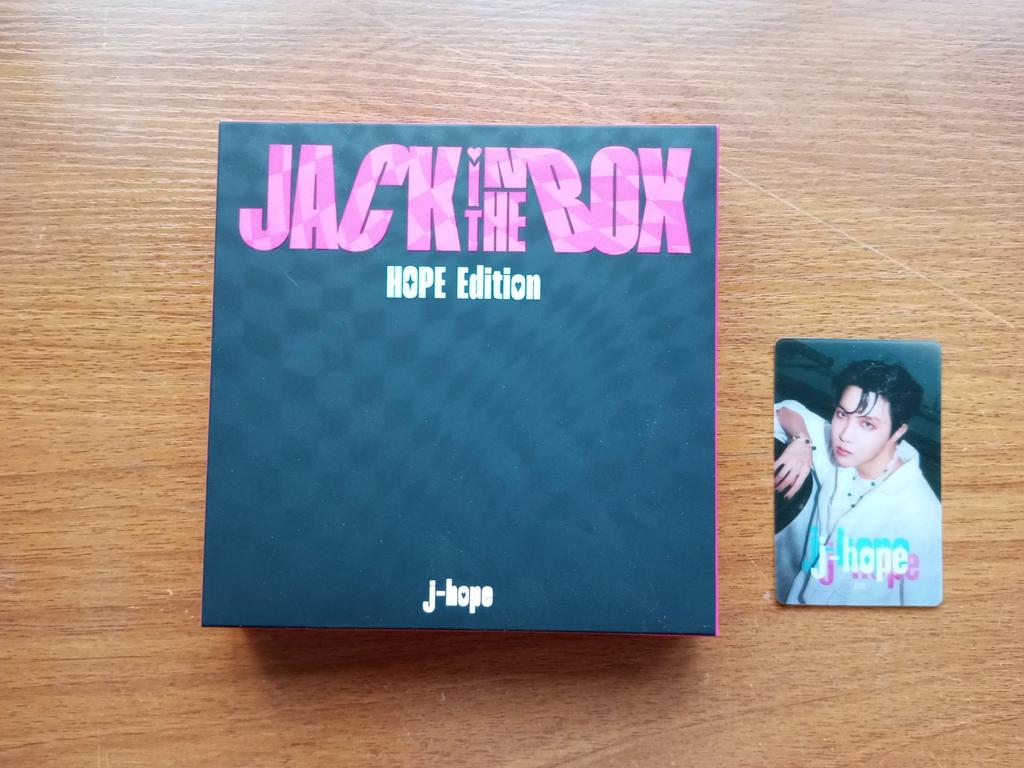 JACK IN THE BOX
HOPE Edition
j-hope
j-hope